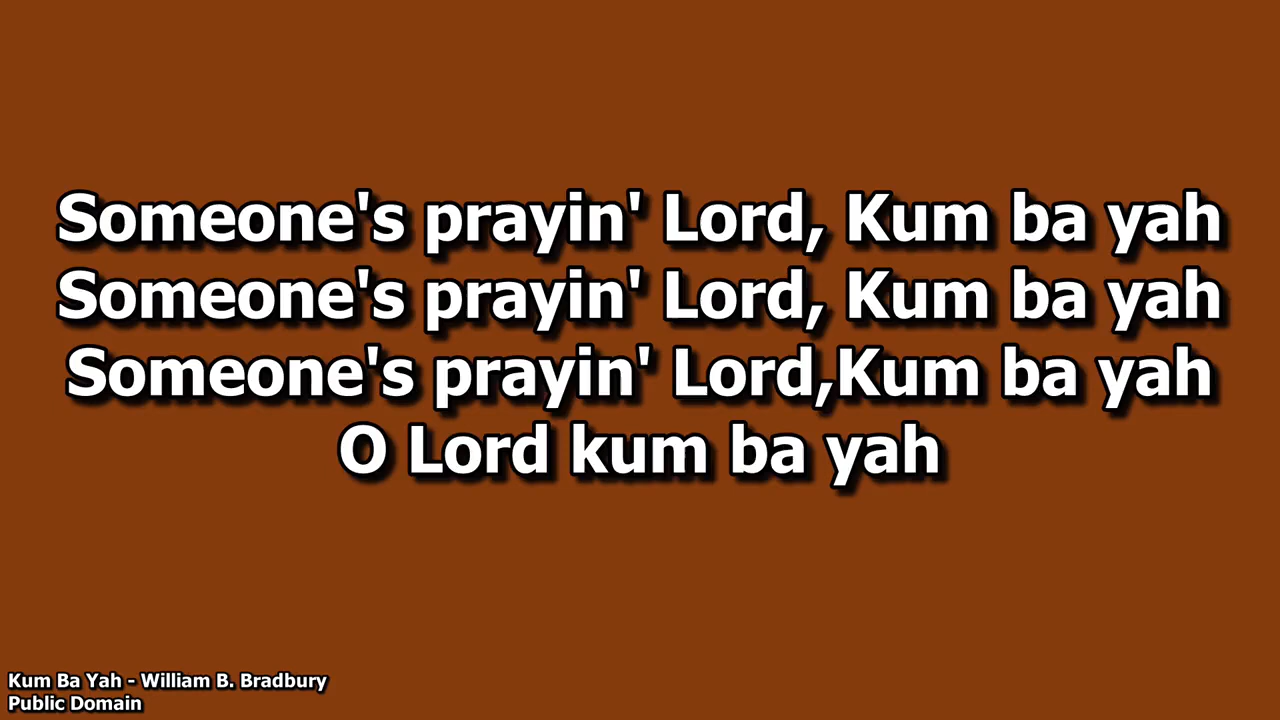 Someone's prayin' Lord, Kum ba yah
Someone's prayin' Lord, Kum ba yah
Someone's prayin' Lord,Kum ba yah
O Lord kum ba yah
Kum Ba Yah - William B. Bradbury
Public Domain